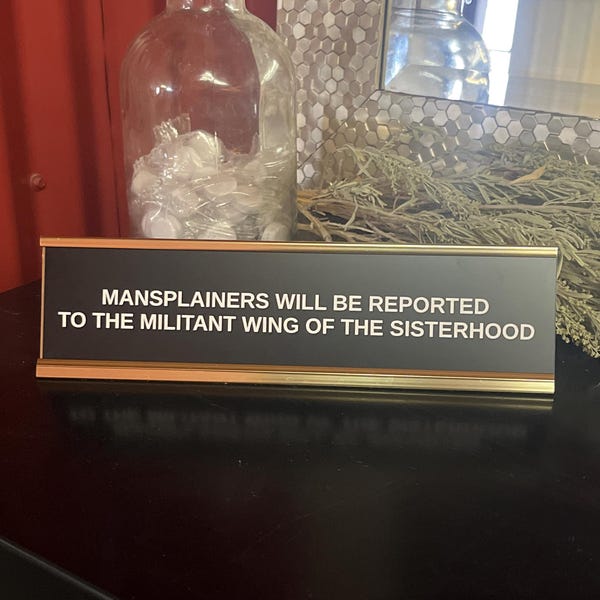 MANSPLAINERS WILL BE REPORTED
TO THE MILITANT WING OF THE SISTERHOOD